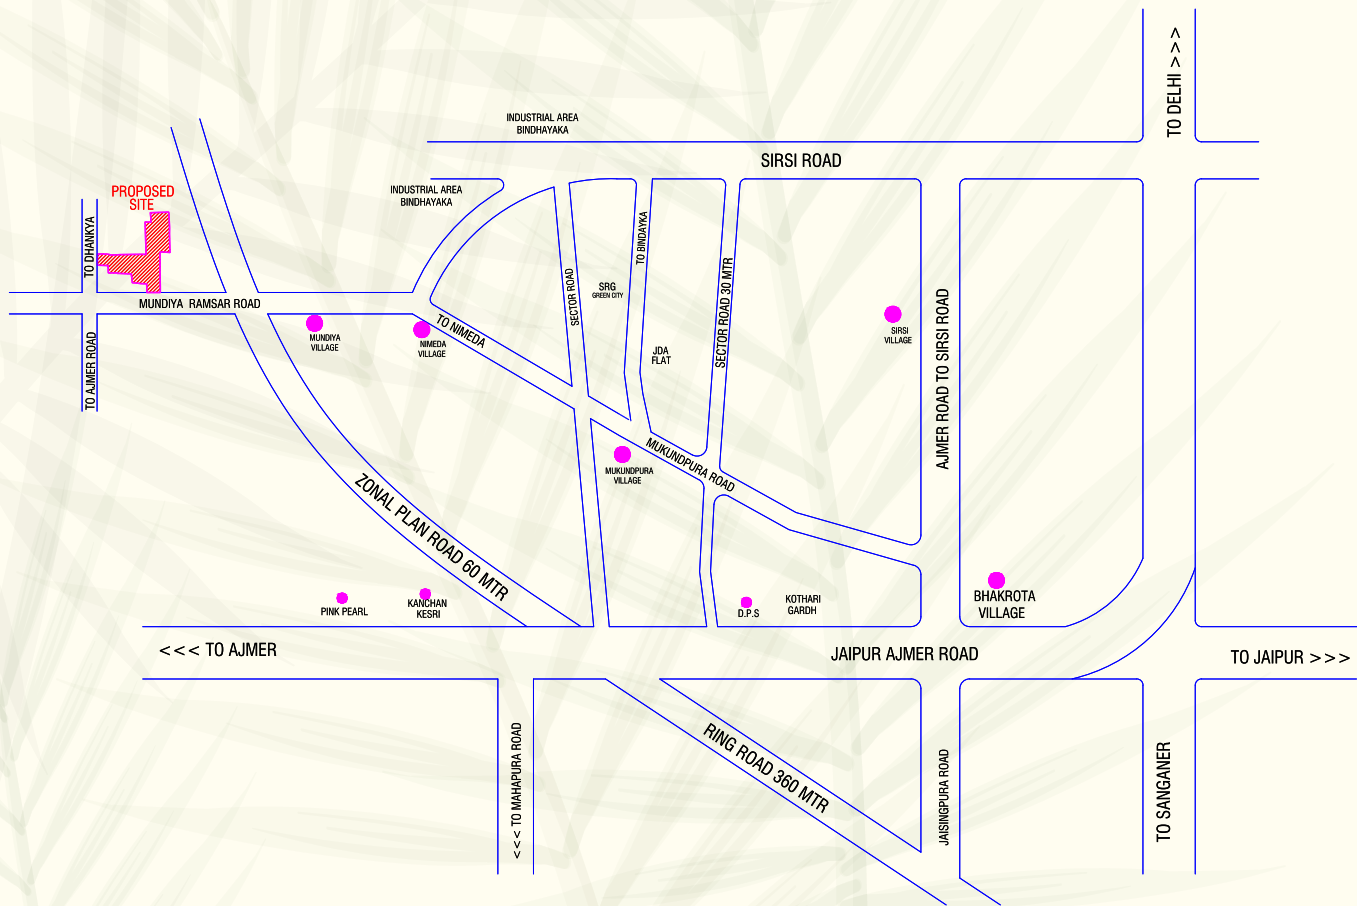 TO DELHI >>>
INDUSTRIAL AREA
BINDHAYAKA
SIRSI ROAD
PROPOSED
SITE
INDUSTRIAL AREA
BINDHAYAKA
TO DHANKYA
TO BINDAYKA
SECTOR ROAD
SRG
GREEN CITY
SECTOR ROAD 30 MTR
MUNDIYA RAMSAR ROAD
TO NIMEDA
MUNDIYA
VILLAGE
NIMEDA
VILLAGE
JDA
FLAT
SIRSI
VILLAGE
AJMER ROAD TO SIRSI ROAD
TO AJMER ROAD
MUKUNDPURA ROAD
MUKUNDPURA
VILLAGE
ZONAL PLAN ROAD 60 MTR
PINK PEARL
KANCHAN
KESRI
D.P.S
KOTHARI
GARDH
BHAKROTA
VILLAGE
<<< TO AJMER
JAIPUR AJMER ROAD
TO JAIPUR >>>
<<< TO MAHAPURA ROAD
RING ROAD 360 MTR
JAISINGPURA ROAD
TO SANGANER